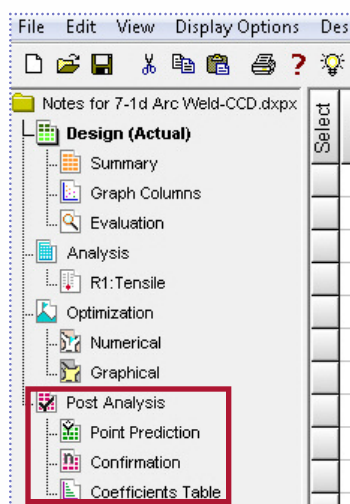 File Edit View Display Options Des
Notes for 7-1d Arc Weld-CCD.dxpx
Select
Design (Actual)
Summary
Graph Columns
Evaluation
Analysis
R1:Tensile
Optimization
Numerical
Graphical
Post Analysis
Point Prediction
Confirmation
Coefficients Table